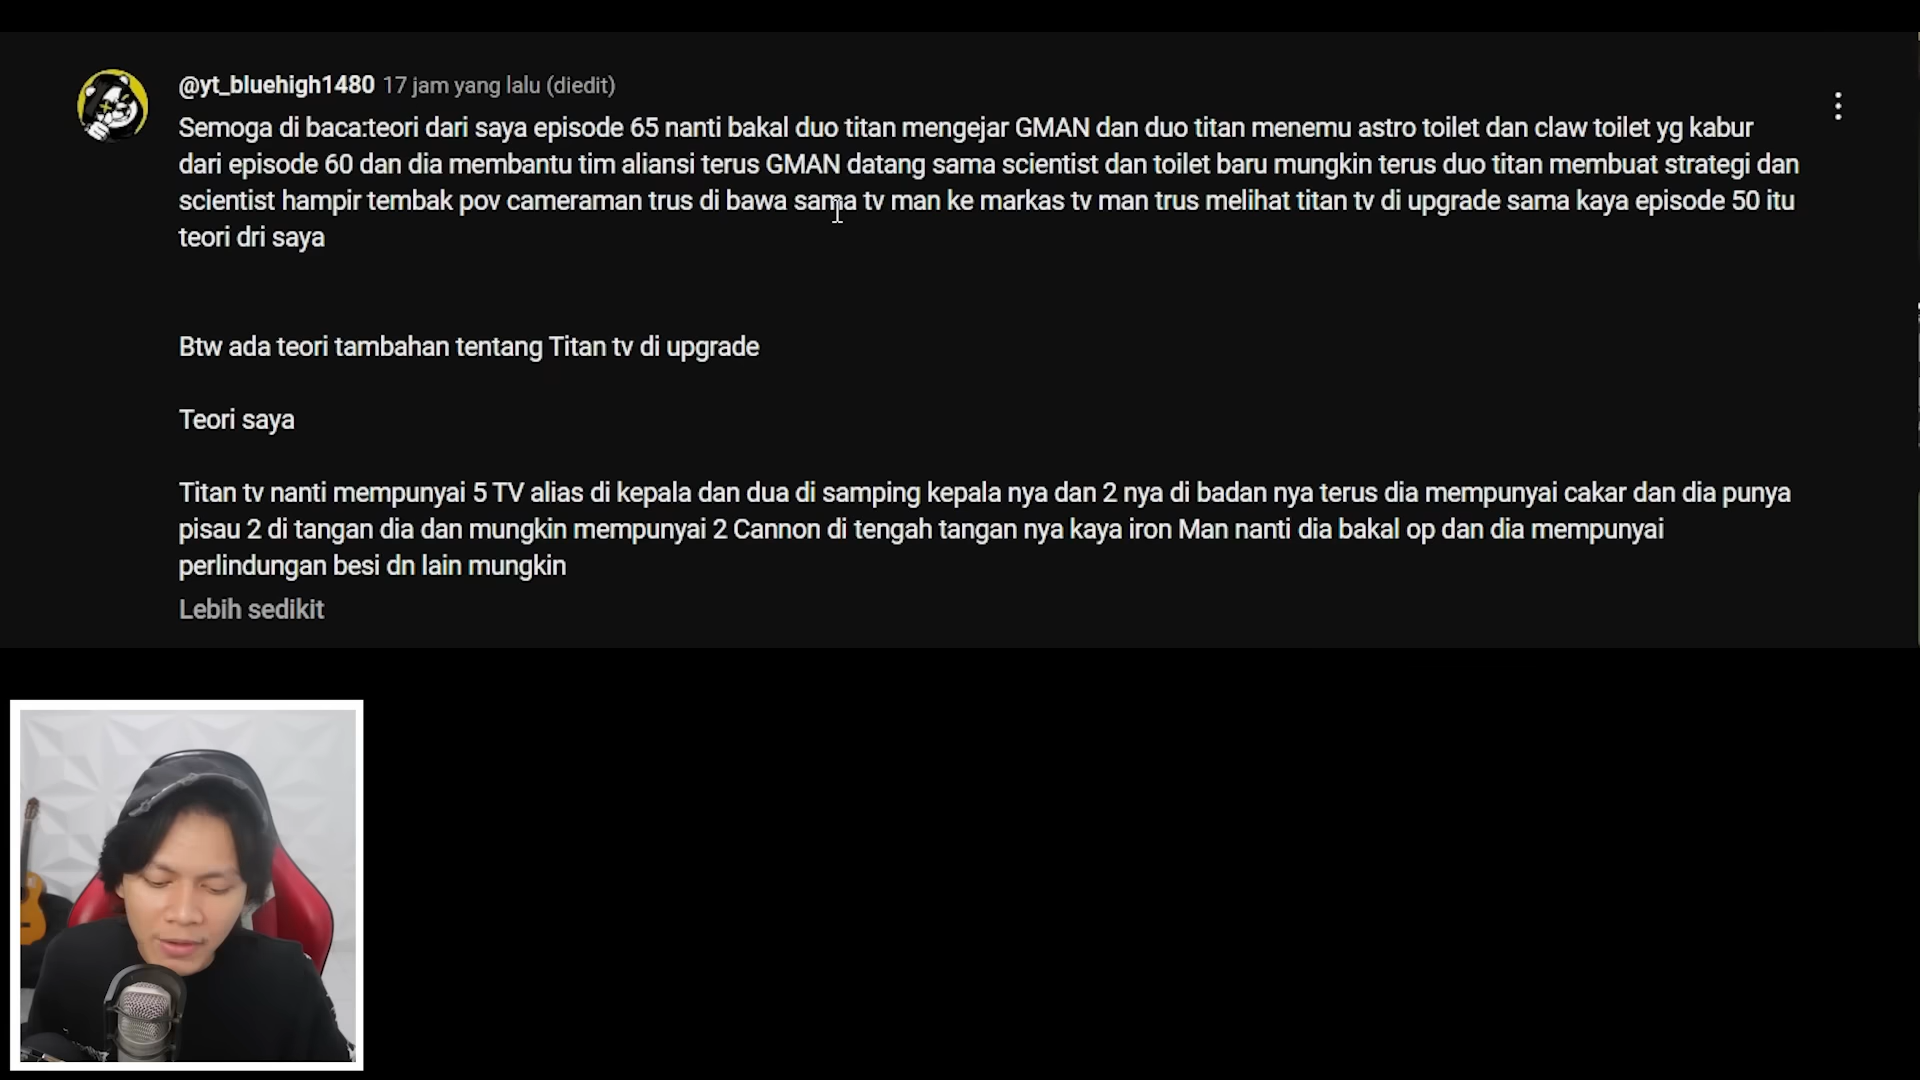 @yt_bluehigh1480 17 jam yang lalu (diedit)
Semoga di baca:teori dari saya episode 65 nanti bakal duo titan mengejar GMAN dan duo titan menemu astro toilet dan claw toilet yg kabur
dari episode 60 dan dia membantu tim aliansi terus GMAN datang sama scientist dan toilet baru mungkin terus duo titan membuat strategi dan
scientist hampir tembak pov cameraman trus di bawa sama tv man ke markas tv man trus melihat titan tv di upgrade sama kaya episode 50 itu
teori dri saya
Btw ada teori tambahan tentang Titan tv di upgrade
Teori saya
Titan tv nanti mempunyai 5 TV alias di kepala dan dua di samping kepala nya dan 2 nya di badan nya terus dia mempunyai cakar dan dia punya
pisau 2 di tangan dia dan mungkin mempunyai 2 Cannon di tengah tangan nya kaya iron Man nanti dia bakal op dan dia mempunyai
perlindungan besi dn lain mungkin
Lebih sedikit